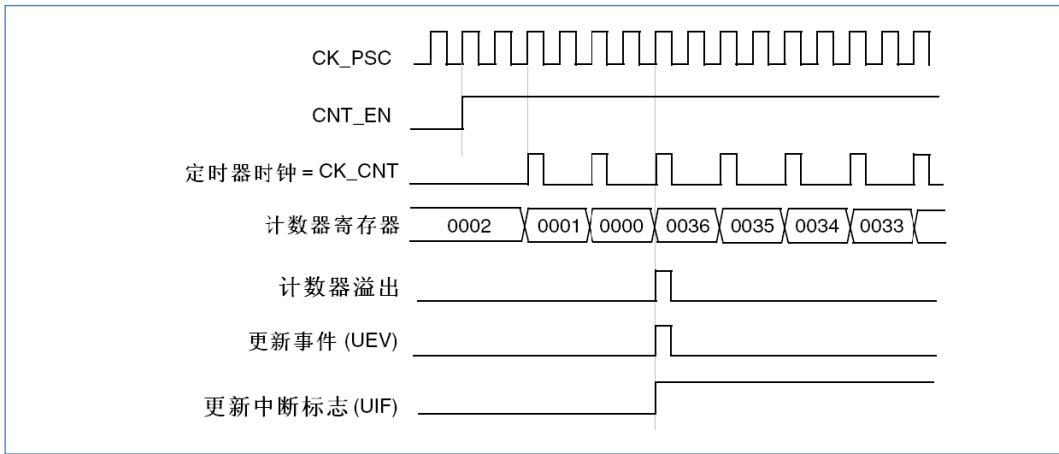 CK_PSC
CNT_EN
定时器时钟 = CK_CNT
计数器寄存器 0002 0001 0000 0036 0035 0034 0033
计数器溢出
更新事件 (UEV)
更新中断标志 (UIF)